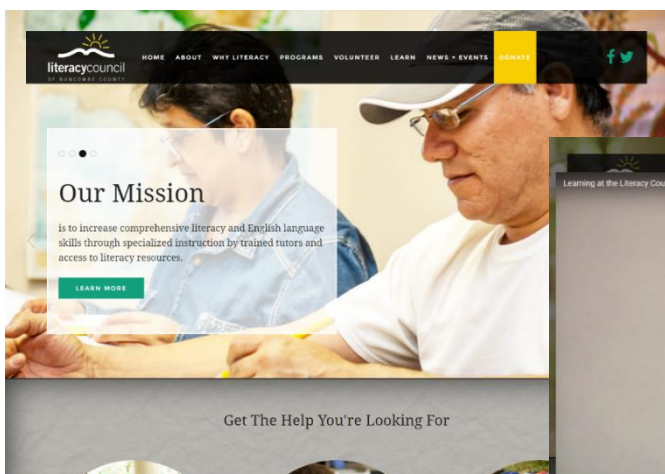 literacycouncil
OF BUNCOMBE COUNTY
HOME ABOUT WHY LITERACY PROGRAMS VOLUNTEER LEARN NEWS + EVENTS DONATE
Our Mission
is to increase comprehensive literacy and English language
skills through specialized instruction by trained tutors and
access to literacy resources.
LEARN MORE
Learning at the Literacy Cou
Get The Help You're Looking For